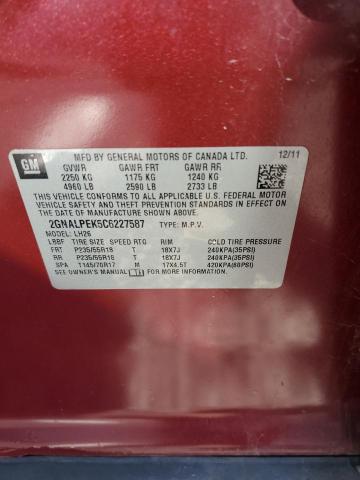 GM
MFD BY GENERAL MOTORS OF CANADA LTD.
12/11
GVWR GAWR FRT GAWR RR
2250 KG 1175 KG 1240 KG
4960 LB 2590 LB 2733 LB
THIS VEHICLE CONFORMS TO ALL APPLICABLE U.S. FEDERAL MOTOR
VEHICLE SAFETY, BUMPER, AND THEFT PREVENTION STANDARDS IN
EFFECT ON THE DATE OF MANUFACTURE SHOWN ABOVE.
2GNALPEK5C6227587 TYPE: M.P.V.
MODEL: LH26
TIRE SIZE SPEED RTG RIM COLD TIRE PRESSURE
FRT P235/55R18 T 18X7J 240KPA(35PSI)
RR P235/55R18 T 18X7J 240KPA(35PSI)
SPA T145/70R17 M 17X4.5T 420KPA(60PSI)
SEE OWNER'S MANUAL